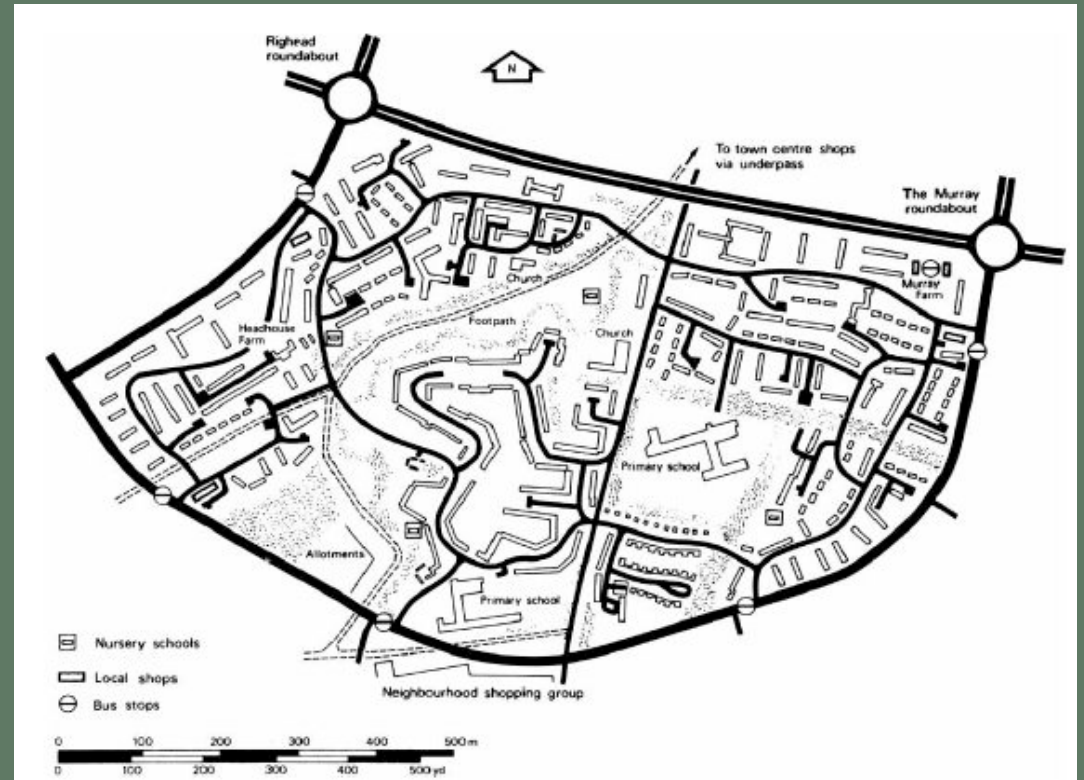 Righead
roundabout
N
To town centre shops
via underpass
The Murray
roundabout
Murray
Farm
Church
Footpath
Church
Headhouse
Farm
Primary school
Allotments
Primary school
Neighbourhood shopping group
Nursery schools
Local shops
Bus stops
0 100 200 300 400 500 m
0 100 200 300 400 500 yd